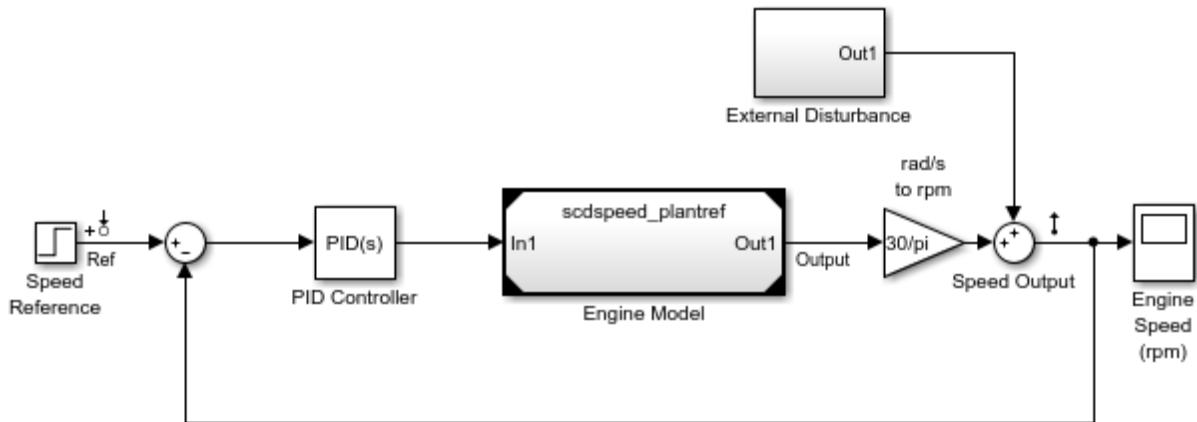 Out1
External Disturbance
rad/s
to rpm
scdspeed_plantref
+
Ref
+
−
PID(s)
In1
Out1
Output
30/pi
+
+
Speed
Reference
PID Controller
Engine Model
Speed Output
Engine
Speed
(rpm)